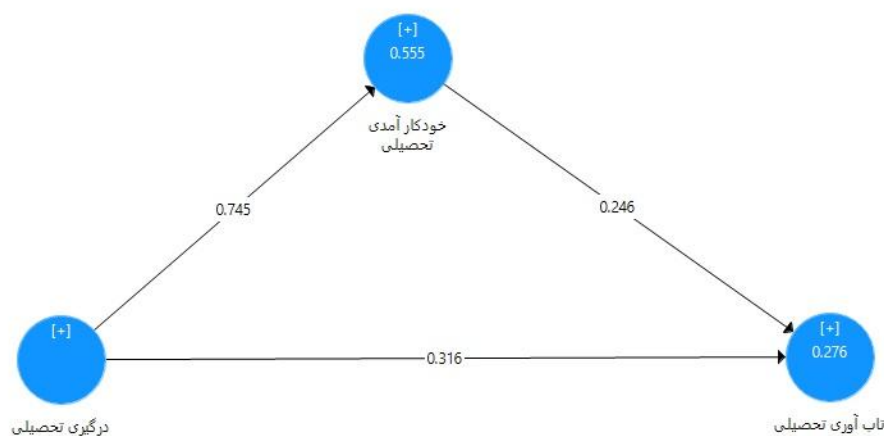 [+]
0.555
خودکار آمدی
تحصیلی
0.745
0.246
[+]
[+]
0.276
0.316
درگیری تحصیلی
تاب آوری تحصیلی